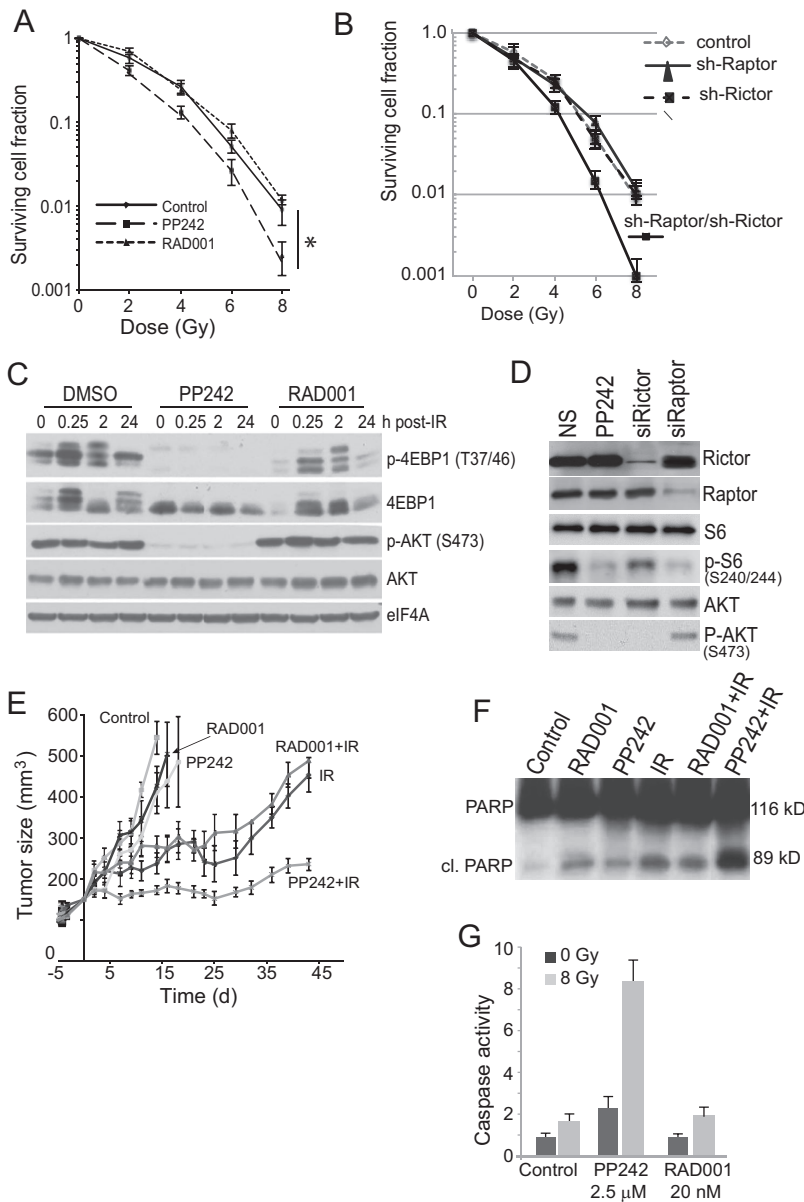 A
Surviving cell fraction
1
0.1
0.01
0.001
0 2 4 6 8
Dose (Gy)
Control
PP242
RAD001
*
B
Surviving cell fraction
1.0
0.1
0.01
0.001
0 2 4 6 8
Dose (Gy)
control
sh-Raptor
sh-Rictor
sh-Raptor/sh-Rictor
C
DMSO PP242 RAD001
0 0.25 2 24 0 0.25 2 24 0 0.25 2 24 h post-IR
p-4EBP1 (T37/46)
4EBP1
p-AKT (S473)
AKT
eIF4A
D
NS PP242 siRictor siRaptor
Rictor
Raptor
S6
p-S6
(S240/244)
AKT
P-AKT
(S473)
E
Tumor size (mm3)
600
500
400
300
200
100
0
-5 5 15 25 36 45
Time (d)
Control
RAD001
PP242
RAD001+IR
IR
PP242+IR
F
Control RAD001 PP242 IR RAD001+IR PP242+IR
PARP 116 kD
cl. PARP 89 kD
G
Caspase activity
10
8
6
4
2
0
0 Gy
8 Gy
Control PP242 RAD001
2.5 μM 20 nM